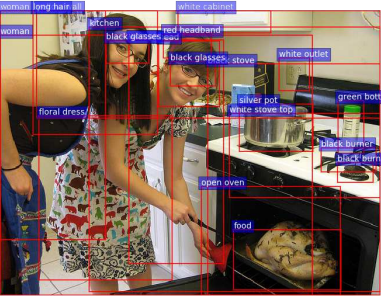 woman
long hair
all
white cabinet
kitchen
woman
red headband
black glasses
ead
black glasses
stove
white outlet
silver pot
green bott
floral dress
white stove top
black burner
black burn
open oven
food